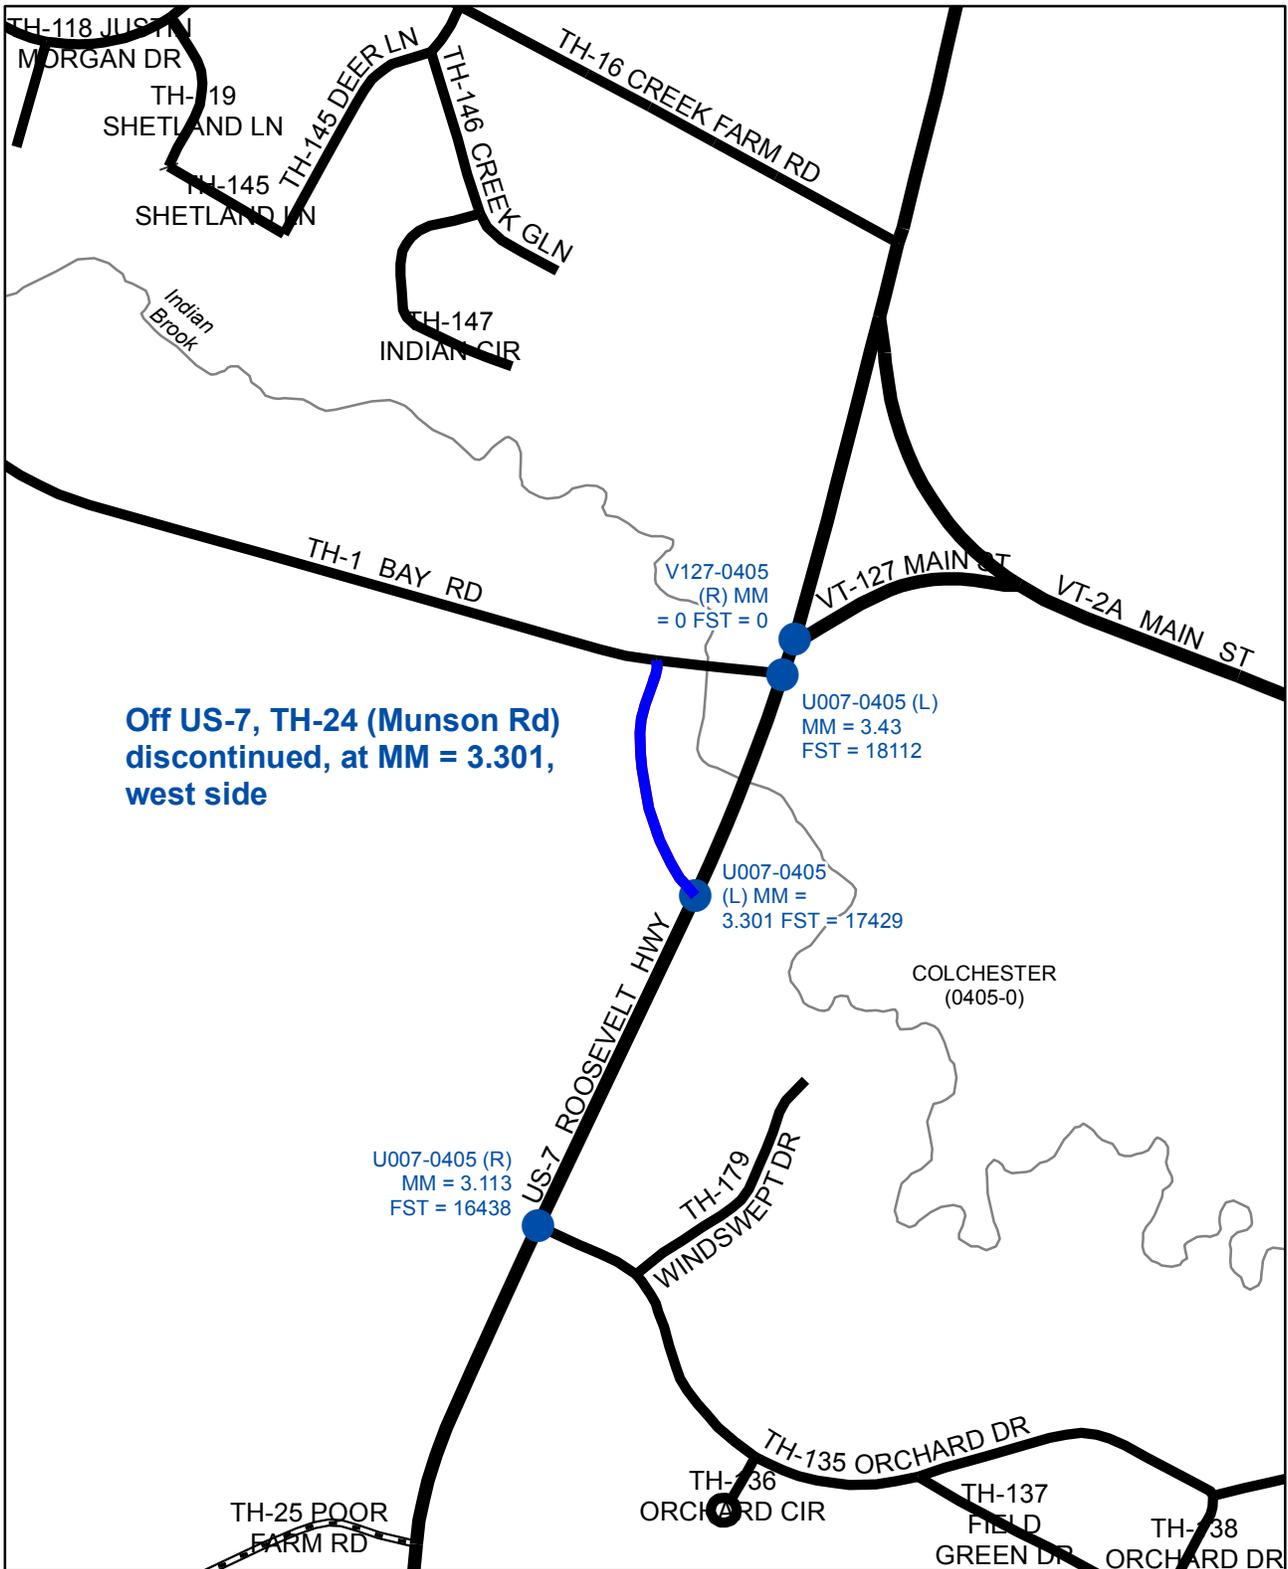 TH-118 JUSTIN
MORGAN DR
TH-119
SHETLAND LN
TH-145
SHETLAND LN
TH-145 DEER LN
TH-146 CREEK GLN
TH-16 CREEK FARM RD
TH-147
INDIAN CIR
Indian
Brook
TH-1 BAY RD
V127-0405
(R) MM
= 0 FST = 0
VT-127 MAIN ST
VT-2A MAIN ST
U007-0405 (L)
MM = 3.43
FST = 18112
Off US-7, TH-24 (Munson Rd)
discontinued, at MM = 3.301,
west side
U007-0405
(L) MM =
3.301 FST = 17429
US-7 ROOSEVELT HWY
COLCHESTER
(0405-0)
U007-0405 (R)
MM = 3.113
FST = 16438
TH-179
WINDSWEPT DR
TH-135 ORCHARD DR
TH-136
ORCHARD CIR
TH-137
FIELD
GREEN DR
TH-138
ORCHARD DR
TH-25 POOR
FARM RD